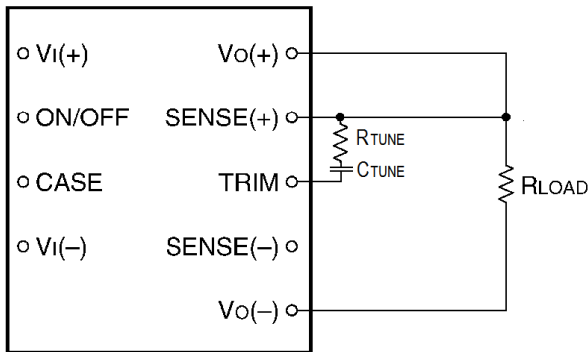 VI(+)
VO(+)
ON/OFF
SENSE(+)
RTUNE
CTUNE
CASE
TRIM
RLOAD
VI(–)
SENSE(–)
VO(–)